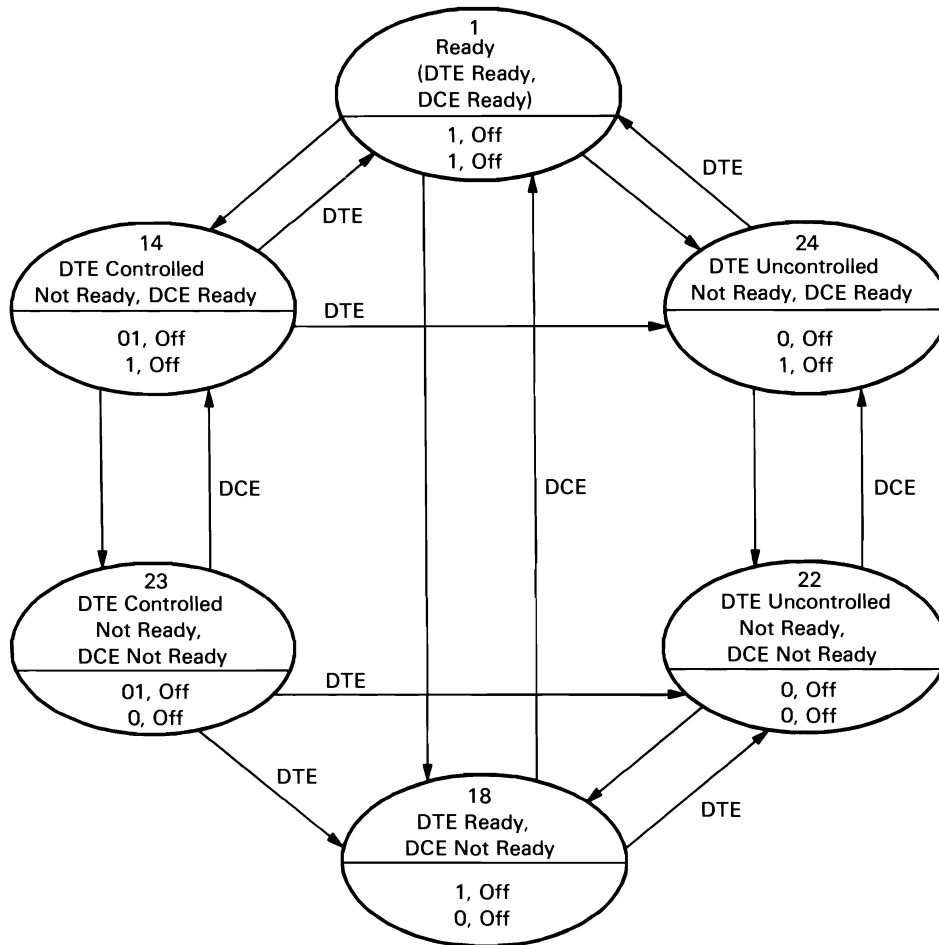 1
Ready
(DTE Ready,
DCE Ready)
1, Off
1, Off
DTE
DTE
14
DTE Controlled
Not Ready, DCE Ready
01, Off
1, Off
DTE
24
DTE Uncontrolled
Not Ready, DCE Ready
0, Off
1, Off
DCE
DCE
DCE
23
DTE Controlled
Not Ready,
DCE Not Ready
01, Off
0, Off
DTE
22
DTE Uncontrolled
Not Ready,
DCE Not Ready
0, Off
0, Off
DTE
DTE
18
DTE Ready,
DCE Not Ready
1, Off
0, Off